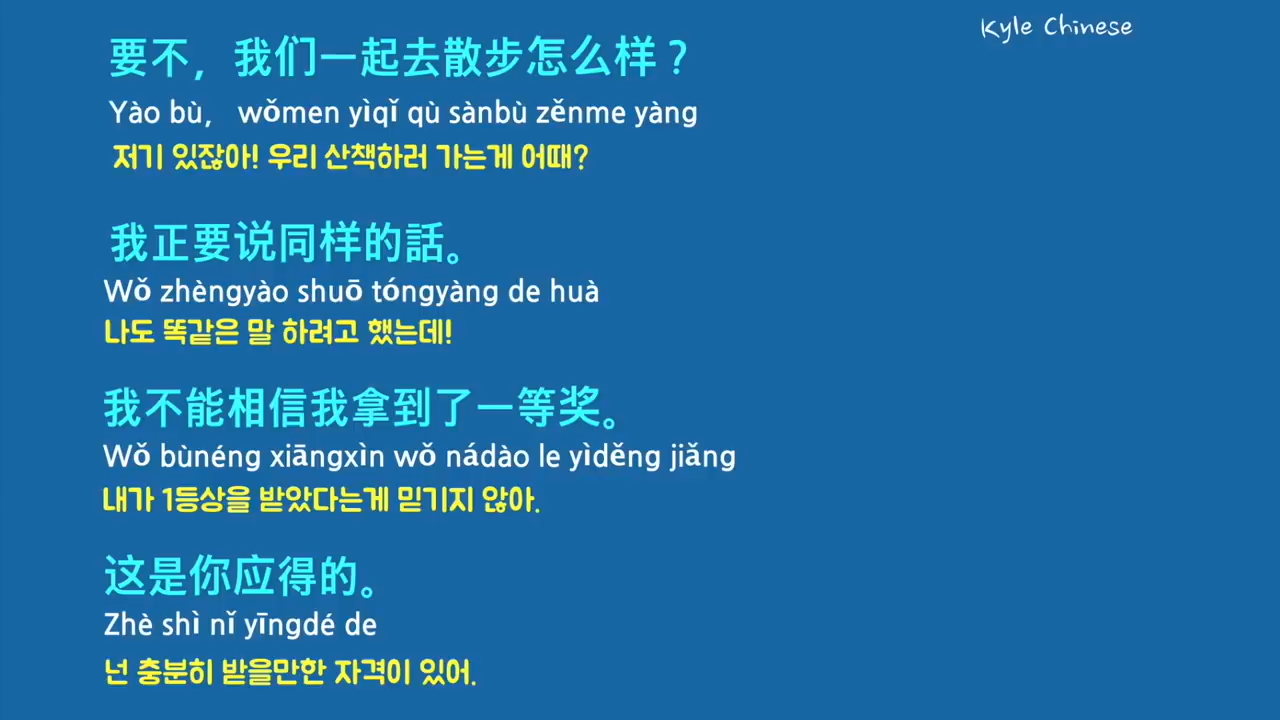 Kyle Chinese
要不，我们一起去散步怎么样？
Yào bù， wǒmen yìqǐ qù sànbù zěnme yàng
저기 있잖아! 우리 산책하러 가는게 어때?
我正要说同样的話。
Wǒ zhèngyào shuō tóngyàng de huà
나도 똑같은 말 하려고 했는데!
我不能相信我拿到了一等奖。
Wǒ bùnéng xiāngxìn wǒ nádào le yìděng jiǎng
내가 1등상을 받았다는게 믿기지 않아.
这是你应得的。
Zhè shì nǐ yīngdé de
넌 충분히 받을만한 자격이 있어.